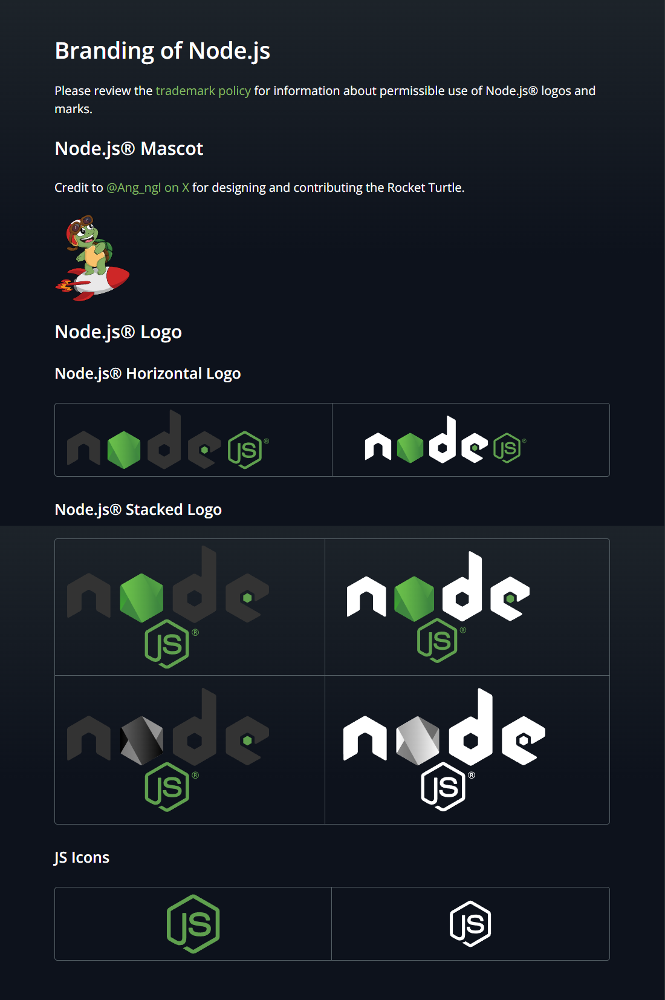 Branding of Node.js
Please review the trademark policy for information about permissible use of Node.js® logos and
marks.
Node.js® Mascot
Credit to @Ang_ngl on X for designing and contributing the Rocket Turtle.
Node.js® Logo
Node.js® Horizontal Logo
node JS ®
node JS ®
Node.js® Stacked Logo
node
JS ®
node
JS ®
node
JS ®
node
JS ®
JS Icons
JS
JS